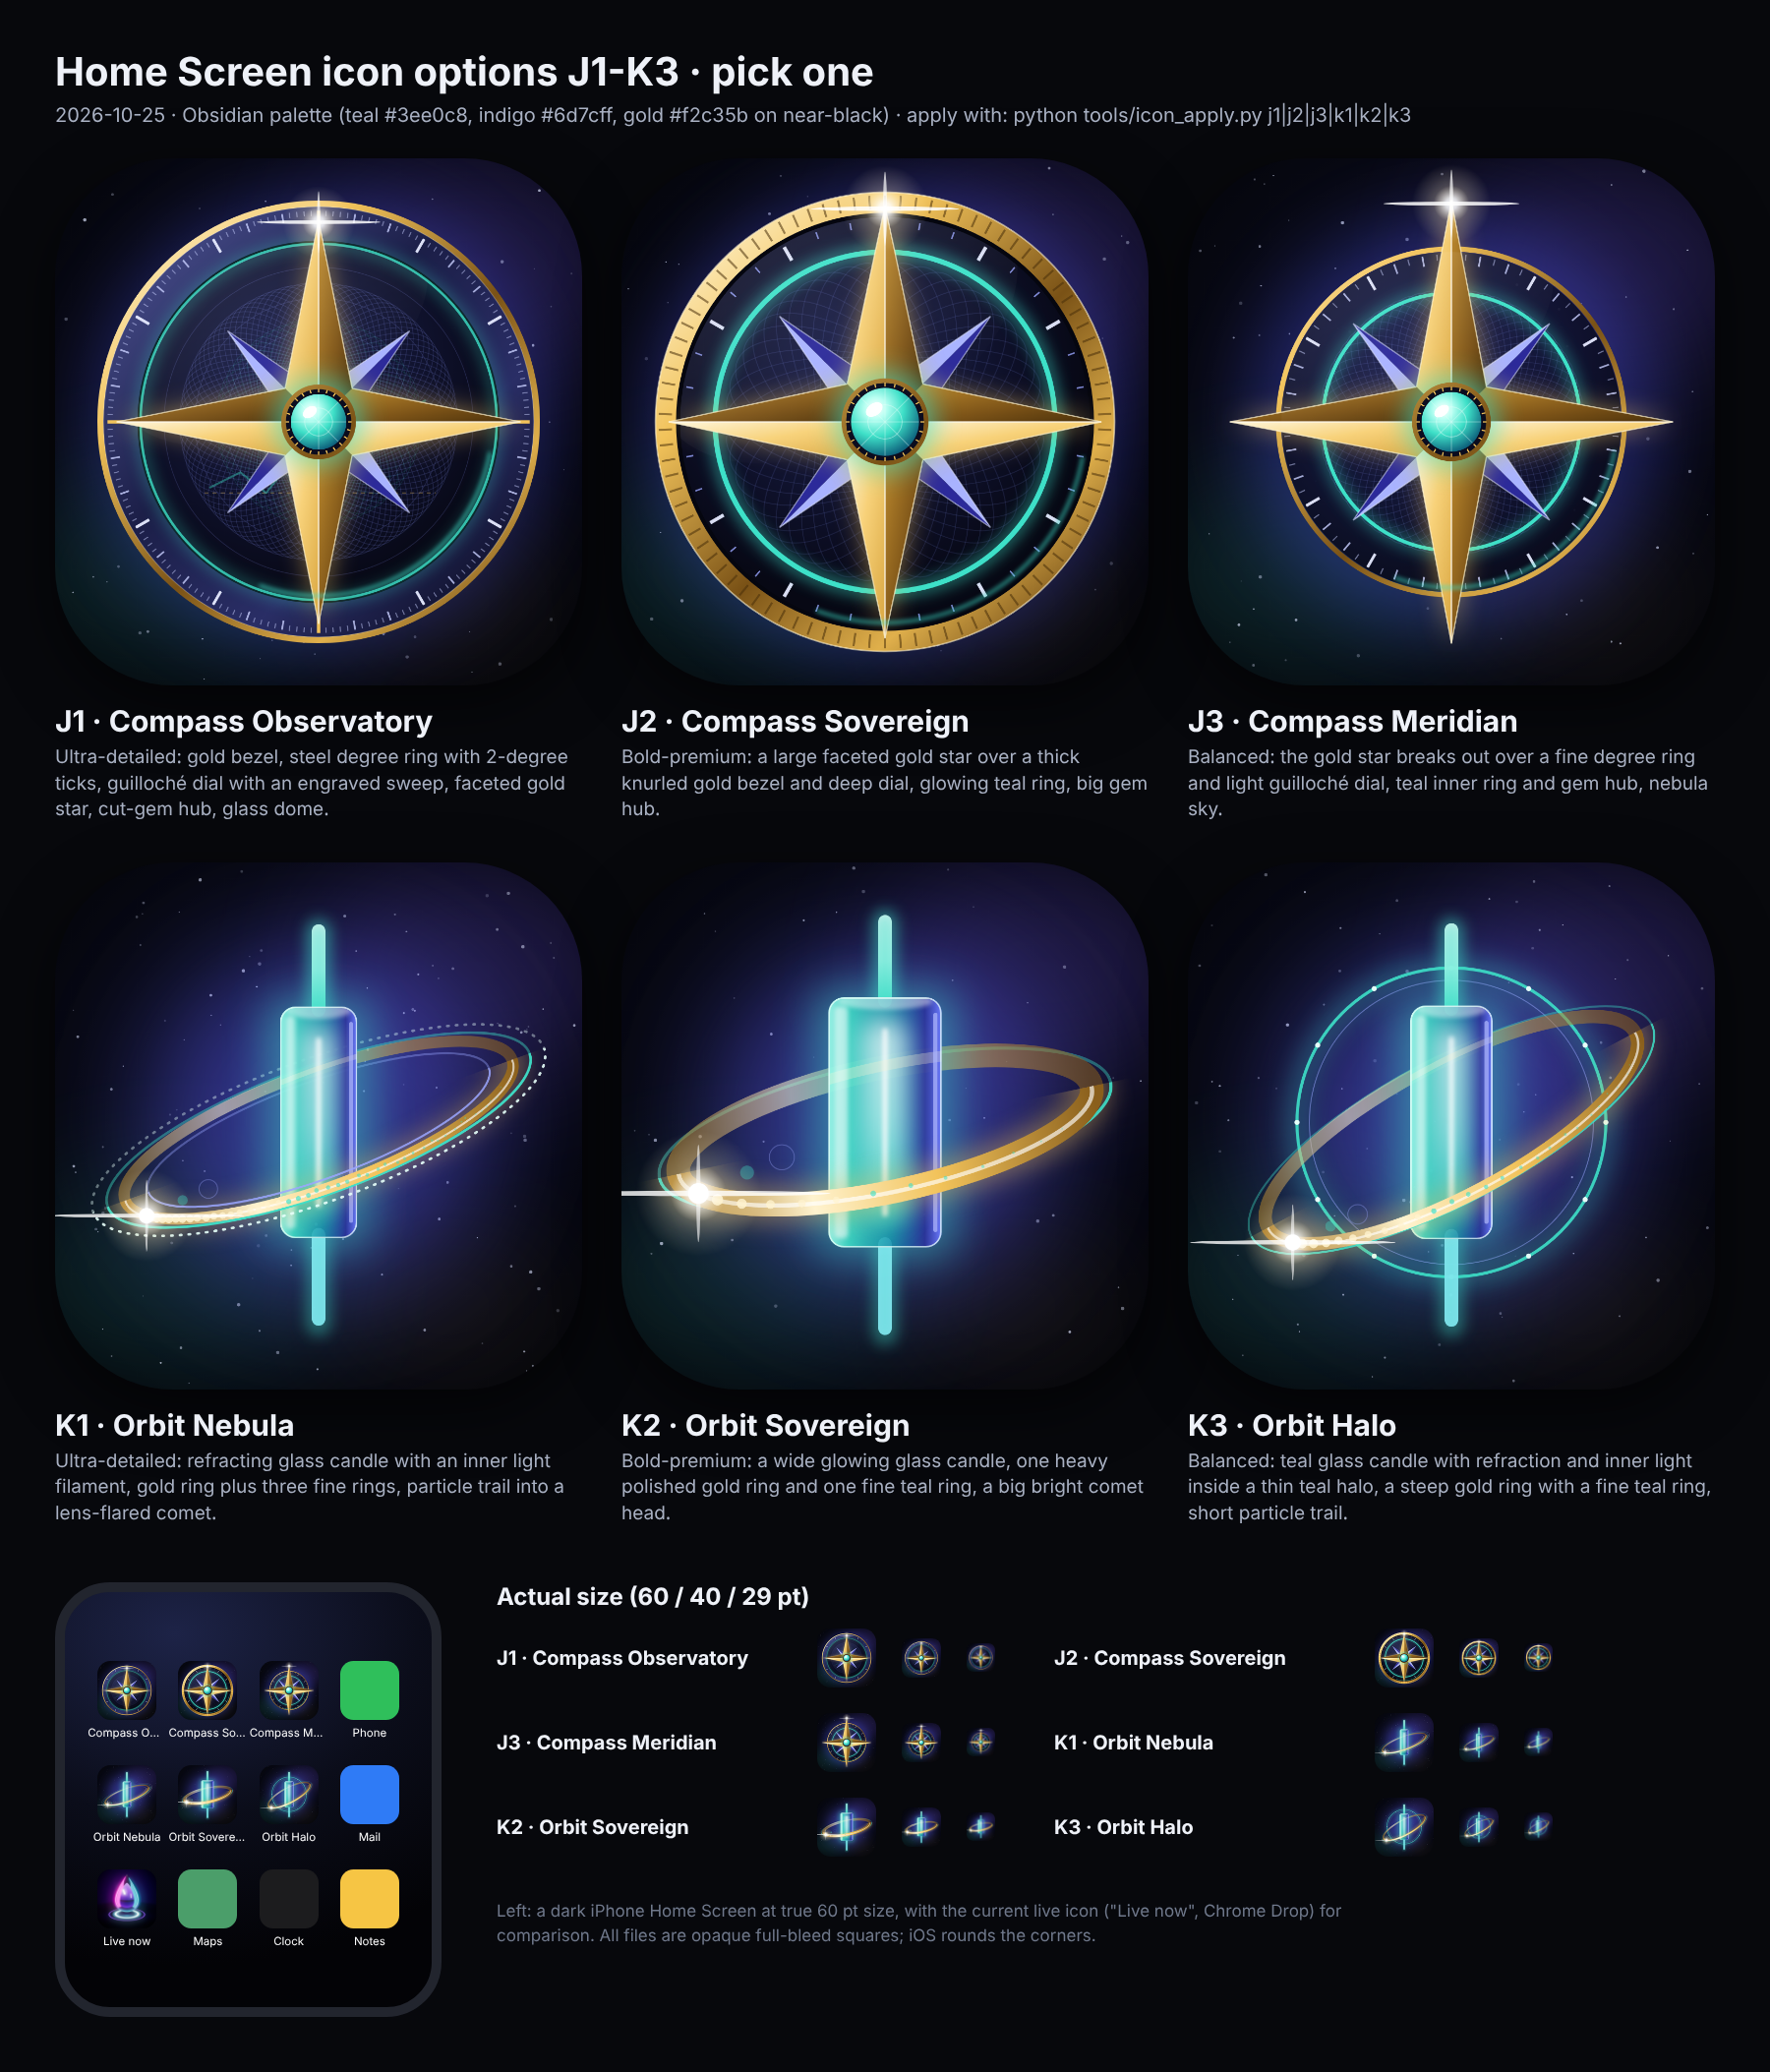 Home Screen icon options J1-K3 · pick one
2026-10-25 · Obsidian palette (teal #3ee0c8, indigo #6d7cff, gold #f2c35b on near-black) · apply with: python tools/icon_apply.py j1|j2|j3|k1|k2|k3
J1 · Compass Observatory
Ultra-detailed: gold bezel, steel degree ring with 2-degree
ticks, guilloché dial with an engraved sweep, faceted gold
star, cut-gem hub, glass dome.
J2 · Compass Sovereign
Bold-premium: a large faceted gold star over a thick
knurled gold bezel and deep dial, glowing teal ring, big gem
hub.
J3 · Compass Meridian
Balanced: the gold star breaks out over a fine degree ring
and light guilloché dial, teal inner ring and gem hub, nebula
sky.
K1 · Orbit Nebula
Ultra-detailed: refracting glass candle with an inner light
filament, gold ring plus three fine rings, particle trail into a
lens-flared comet.
K2 · Orbit Sovereign
Bold-premium: a wide glowing glass candle, one heavy
polished gold ring and one fine teal ring, a big bright comet
head.
K3 · Orbit Halo
Balanced: teal glass candle with refraction and inner light
inside a thin teal halo, a steep gold ring with a fine teal ring,
short particle trail.
Compass O... Compass So... Compass M... Phone
Orbit Nebula Orbit Sovere... Orbit Halo Mail
Live now Maps Clock Notes
Actual size (60 / 40 / 29 pt)
J1 · Compass Observatory
J2 · Compass Sovereign
J3 · Compass Meridian
K1 · Orbit Nebula
K2 · Orbit Sovereign
K3 · Orbit Halo
Left: a dark iPhone Home Screen at true 60 pt size, with the current live icon ("Live now", Chrome Drop) for
comparison. All files are opaque full-bleed squares; iOS rounds the corners.